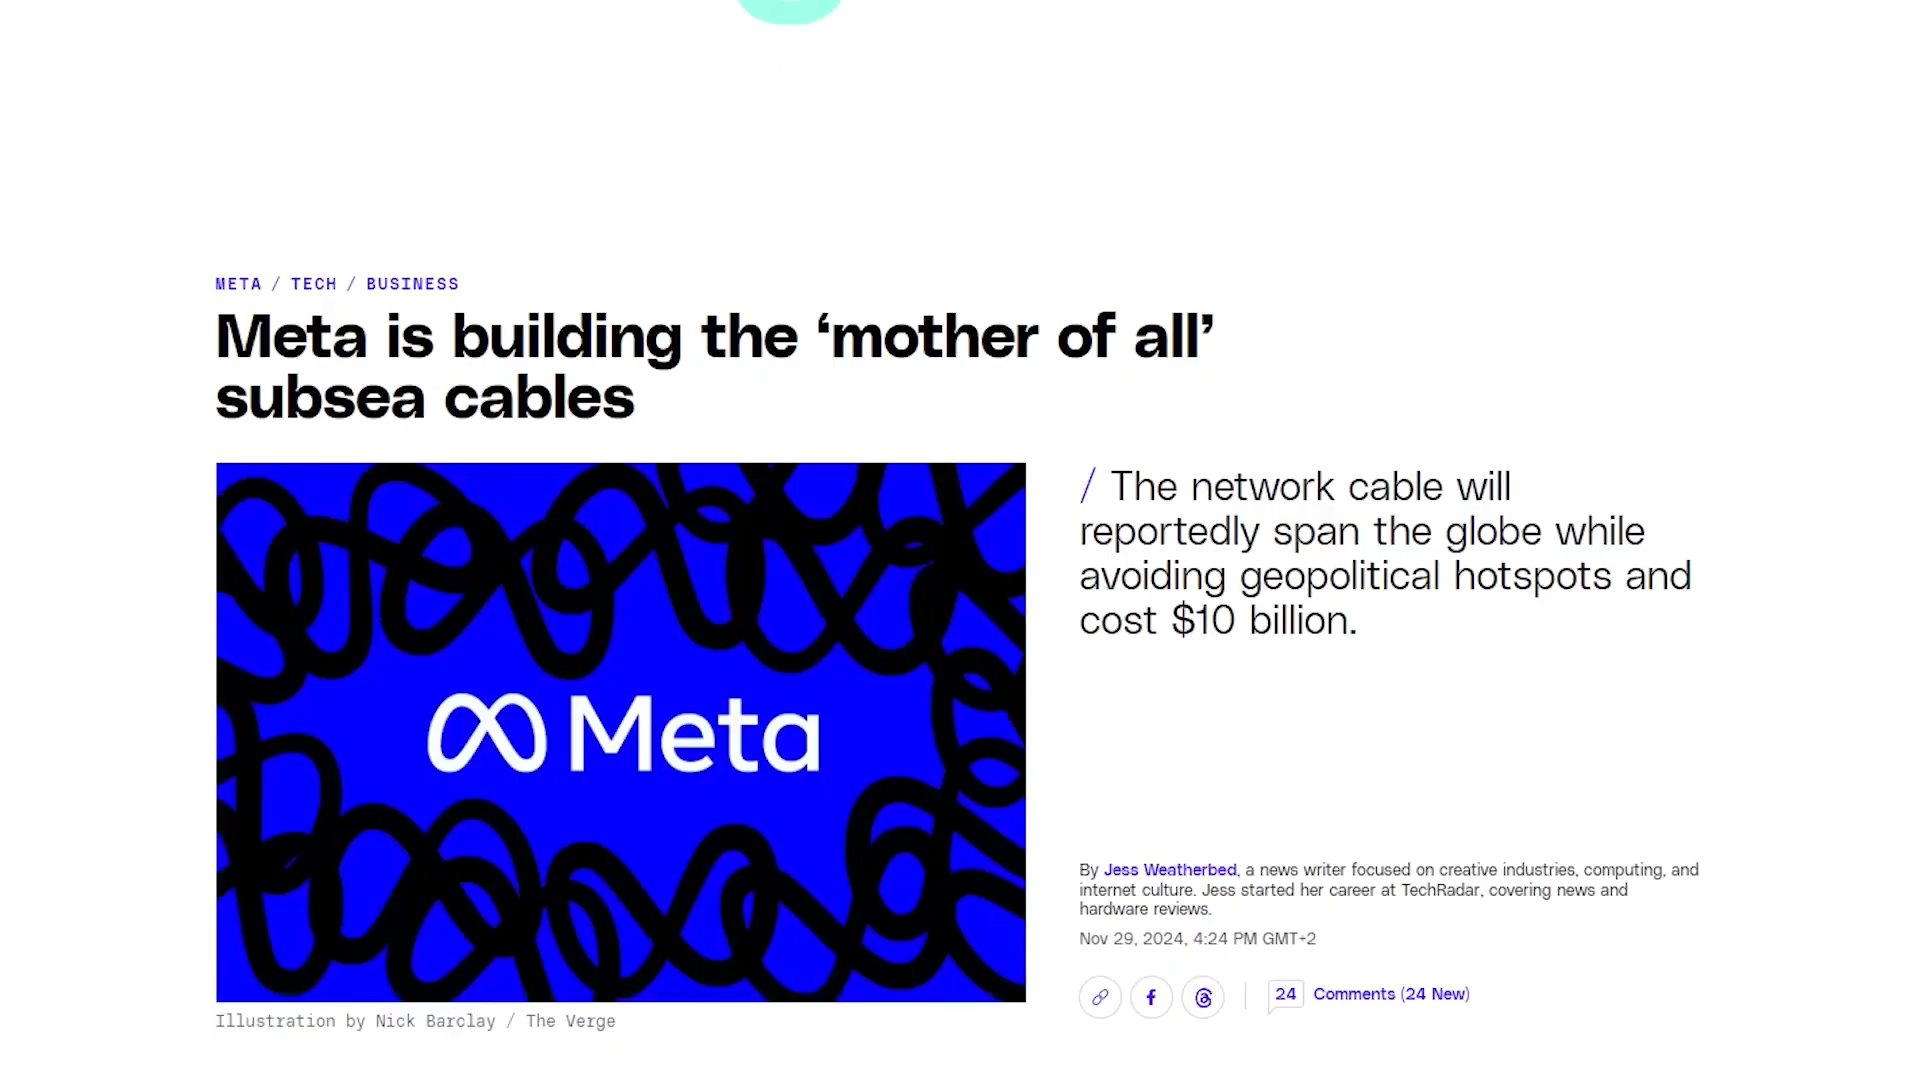 META / TECH / BUSINESS
Meta is building the ‘mother of all’
subsea cables
Meta
/ The network cable will
reportedly span the globe while
avoiding geopolitical hotspots and
cost $10 billion.
By Jess Weatherbed, a news writer focused on creative industries, computing, and
internet culture. Jess started her career at TechRadar, covering news and
hardware reviews.
Nov 29, 2024, 4:24 PM GMT+2
24 Comments (24 New)
Illustration by Nick Barclay / The Verge